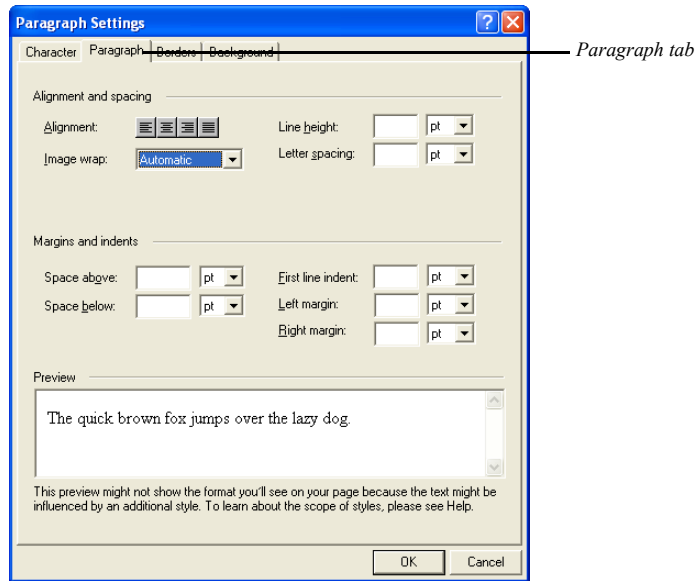 Paragraph Settings
Character Paragraph Borders Background
Paragraph tab
Alignment and spacing
Alignment:
Line height: pt
Image wrap: Automatic
Letter spacing: pt
Margins and indents
Space above: pt
First line indent: pt
Space below: pt
Left margin: pt
Right margin: pt
Preview
The quick brown fox jumps over the lazy dog.
This preview might not show the format you'll see on your page because the text might be
influenced by an additional style. To learn about the scope of styles, please see Help.
OK Cancel